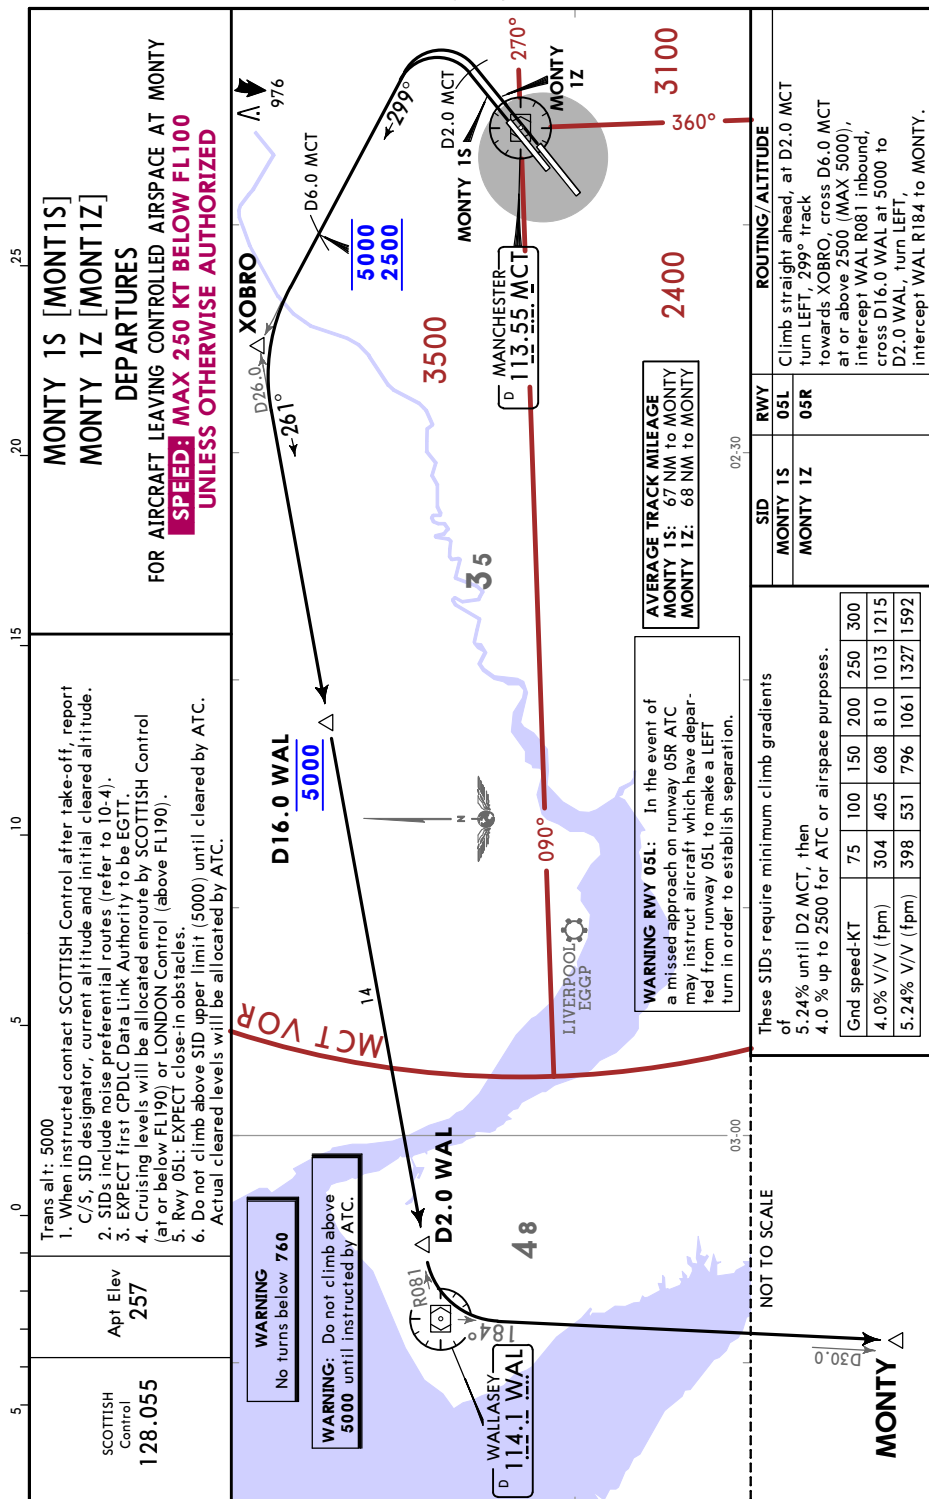 SCOTTISH
Control
128.055
Apt Elev
257
Trans alt: 5000
1. When instructed contact SCOTTISH Control after take-off, report
C/S, SID designator, current altitude and initial cleared altitude.
2. SIDs include noise preferential routes (refer to 10-4).
3. EXPECT first CPDLC Data Link Authority to be EGTT.
4. Cruising levels will be allocated enroute by SCOTTISH Control
(at or below FL190) or LONDON Control (above FL190).
5. Rwy 05L: EXPECT close-in obstacles.
6. Do not climb above SID upper limit (5000) until cleared by ATC.
Actual cleared levels will be allocated by ATC.
MONTY 1S [MONT1S]
MONTY 1Z [MONT1Z]
DEPARTURES
FOR AIRCRAFT LEAVING CONTROLLED AIRSPACE AT MONTY
SPEED: MAX 250 KT BELOW FL100
UNLESS OTHERWISE AUTHORIZED
5
0
5
10
15
20
25
WARNING
No turns below 760
WARNING: Do not climb above
5000 until instructed by ATC.
MCT VOR
D16.0 WAL
5000
14
D2.0 WAL
R081
184°
D
WALLASEY
114.1 WAL
48
XOBRO
D26.0
261°
D6.0 MCT
5000
2500
299°
976
D2.0 MCT
MONTY 1S
MONTY
1Z
270°
360°
090°
3100
2400
3500
35
D
MANCHESTER
113.55 MCT
N
LIVERPOOL
EGGP
AVERAGE TRACK MILEAGE
MONTY 1S: 67 NM to MONTY
MONTY 1Z: 68 NM to MONTY
WARNING RWY 05L: In the event of
a missed approach on runway 05R ATC
may instruct aircraft which have depar-
ted from runway 05L to make a LEFT
turn in order to establish separation.
03-00
02-30
NOT TO SCALE
D30.0
MONTY
These SIDs require minimum climb gradients
of
5.24% until D2 MCT, then
4.0 % up to 2500 for ATC or airspace purposes.
Gnd speed-KT 75 100 150 200 250 300
4.0% V/V (fpm) 304 405 608 810 1013 1215
5.24% V/V (fpm) 398 531 796 1061 1327 1592
SID RWY ROUTING/ALTITUDE
MONTY 1S 05L
MONTY 1Z 05R
Climb straight ahead, at D2.0 MCT
turn LEFT, 299° track
towards XOBRO, cross D6.0 MCT
at or above 2500 (MAX 5000),
intercept WAL R081 inbound,
cross D16.0 WAL at 5000 to
D2.0 WAL, turn LEFT,
intercept WAL R184 to MONTY.